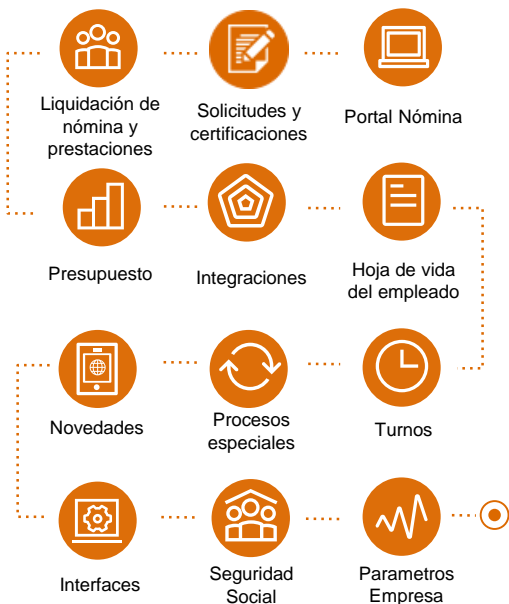 Liquidación de
nómina y
prestaciones
Solicitudes y
certificaciones
Portal Nómina
Presupuesto
Integraciones
Hoja de vida
del empleado
Novedades
Procesos
especiales
Turnos
Interfaces
Seguridad
Social
Parametros
Empresa